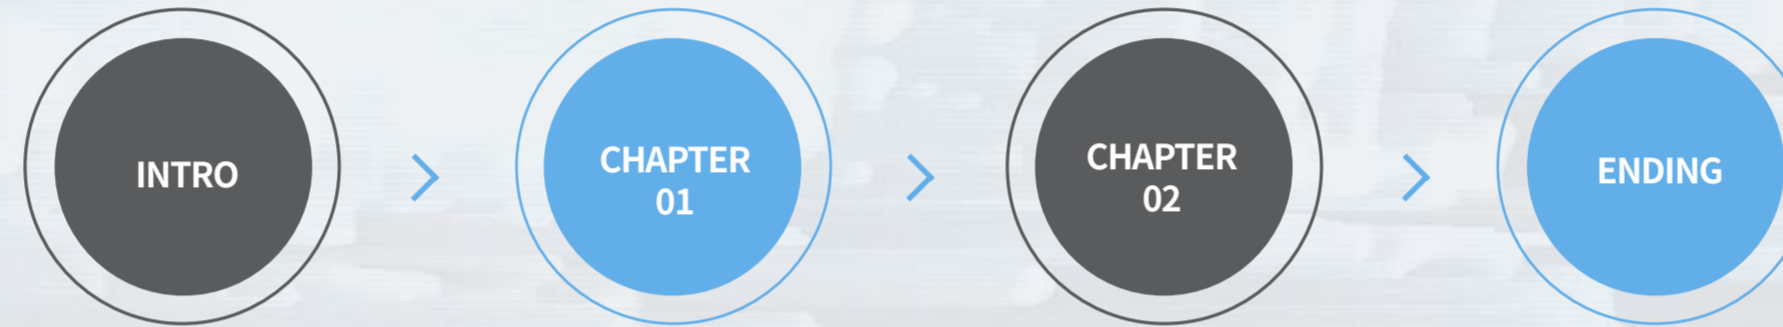 INTRO
CHAPTER
01
CHAPTER
02
ENDING